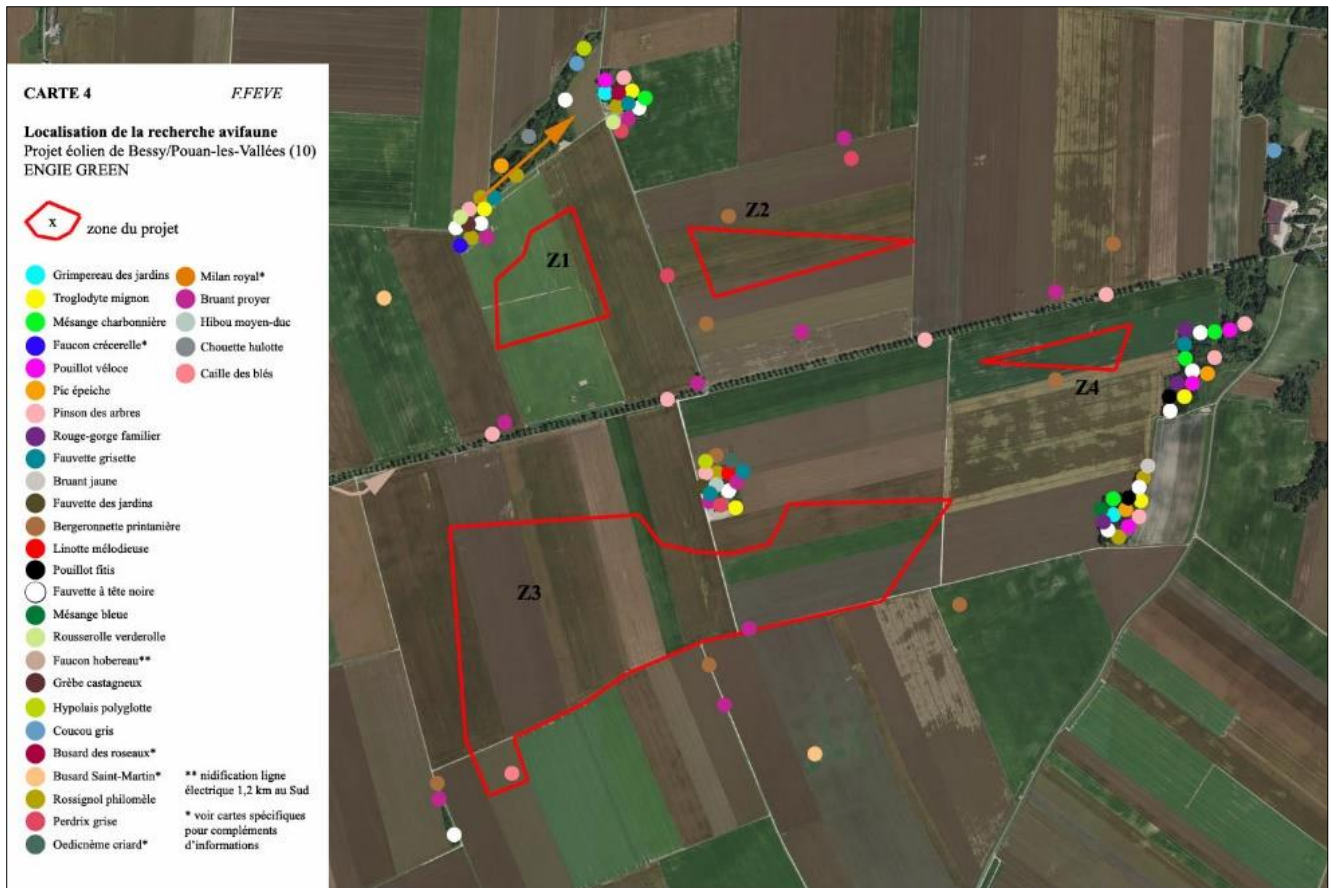 CARTE 4 F.FEVE
Localisation de la recherche avifaune
Projet éolien de Bessy/Pouan-les-Vallées (10)
ENGIE GREEN
x zone du projet
Grimpereau des jardins
Troglodyte mignon
Mésange charbonnière
Faucon crécerelle*
Pouillot véloce
Pic épeiche
Pinson des arbres
Rouge-gorge familier
Fauvette grisette
Bruant jaune
Fauvette des jardins
Bergeronnette printanière
Linotte mélodieuse
Pouillot fitis
Fauvette à tête noire
Mésange bleue
Rousserolle verderolle
Faucon hobereau**
Grèbe castagneux
Hypolais polyglotte
Coucou gris
Busard des roseaux*
Busard Saint-Martin*
Rossignol philomèle
Perdrix grise
Oedicnème criard*
Milan royal*
Bruant proyer
Hibou moyen-duc
Chouette hulotte
Caille des blés
** nidification ligne
électrique 1,2 km au Sud
* voir cartes spécifiques
pour compléments
d'informations
Z1
Z2
Z3
Z4